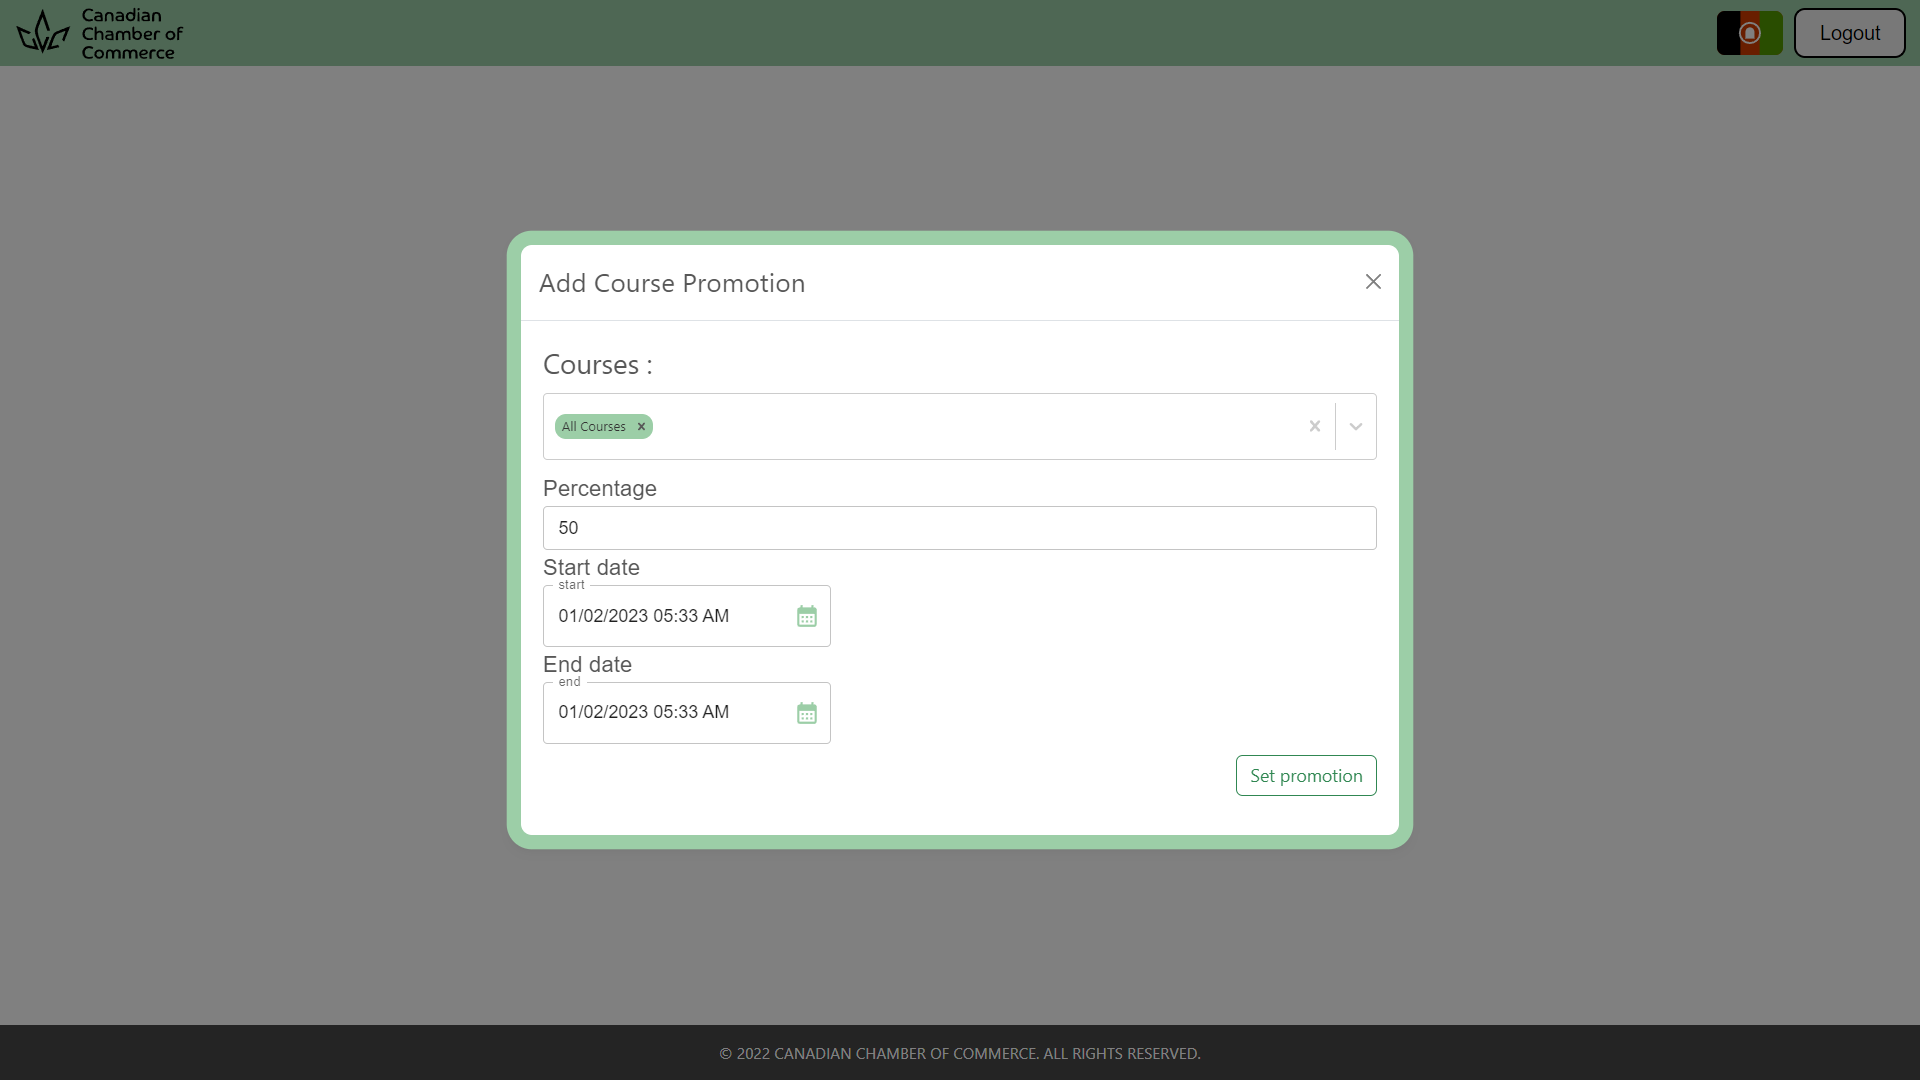 Canadian
Chamber of
Commerce
Logout
Add Course Promotion
Courses :
All Courses
Percentage
50
Start date
start
01/02/2023 05:33 AM
End date
end
01/02/2023 05:33 AM
Set promotion
© 2022 CANADIAN CHAMBER OF COMMERCE. ALL RIGHTS RESERVED.